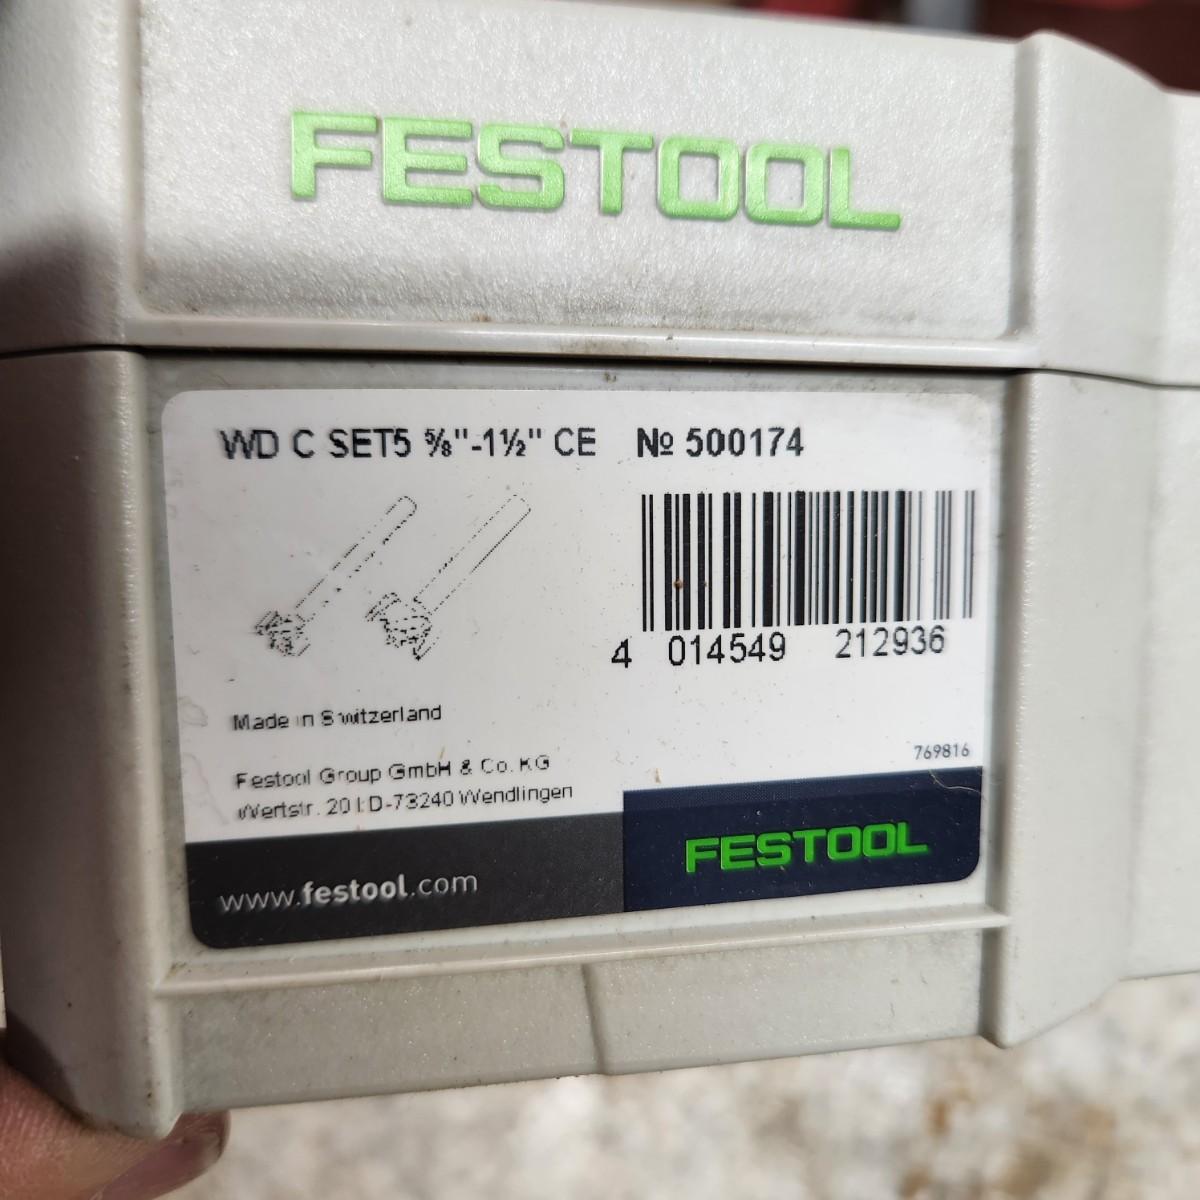 FESTOOL
WD C SET5 ⅝"-1½" CE № 500174
4 014549 212936
Made in Switzerland
769816
Festool Group GmbH & Co. KG
Wertstr. 20 | D-73240 Wendlingen
www.festool.com
FESTOOL